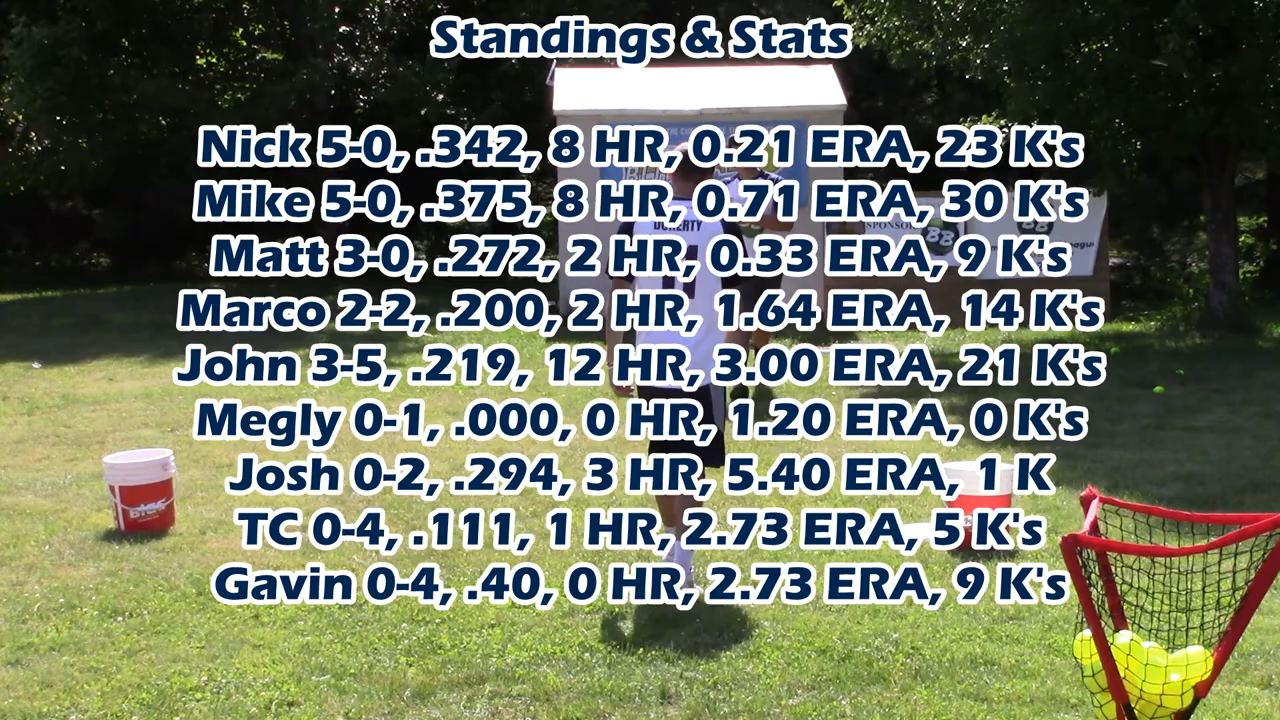 Standings & Stats
Nick 5-0, .342, 8 HR, 0.21 ERA, 23 K's
Mike 5-0, .375, 8 HR, 0.71 ERA, 30 K's
Matt 3-0, .272, 2 HR, 0.33 ERA, 9 K's
Marco 2-2, .200, 2 HR, 1.64 ERA, 14 K's
John 3-5, .219, 12 HR, 3.00 ERA, 21 K's
Megly 0-1, .000, 0 HR, 1.20 ERA, 0 K's
Josh 0-2, .294, 3 HR, 5.40 ERA, 1 K
TC 0-4, .111, 1 HR, 2.73 ERA, 5 K's
Gavin 0-4, .40, 0 HR, 2.73 ERA, 9 K's